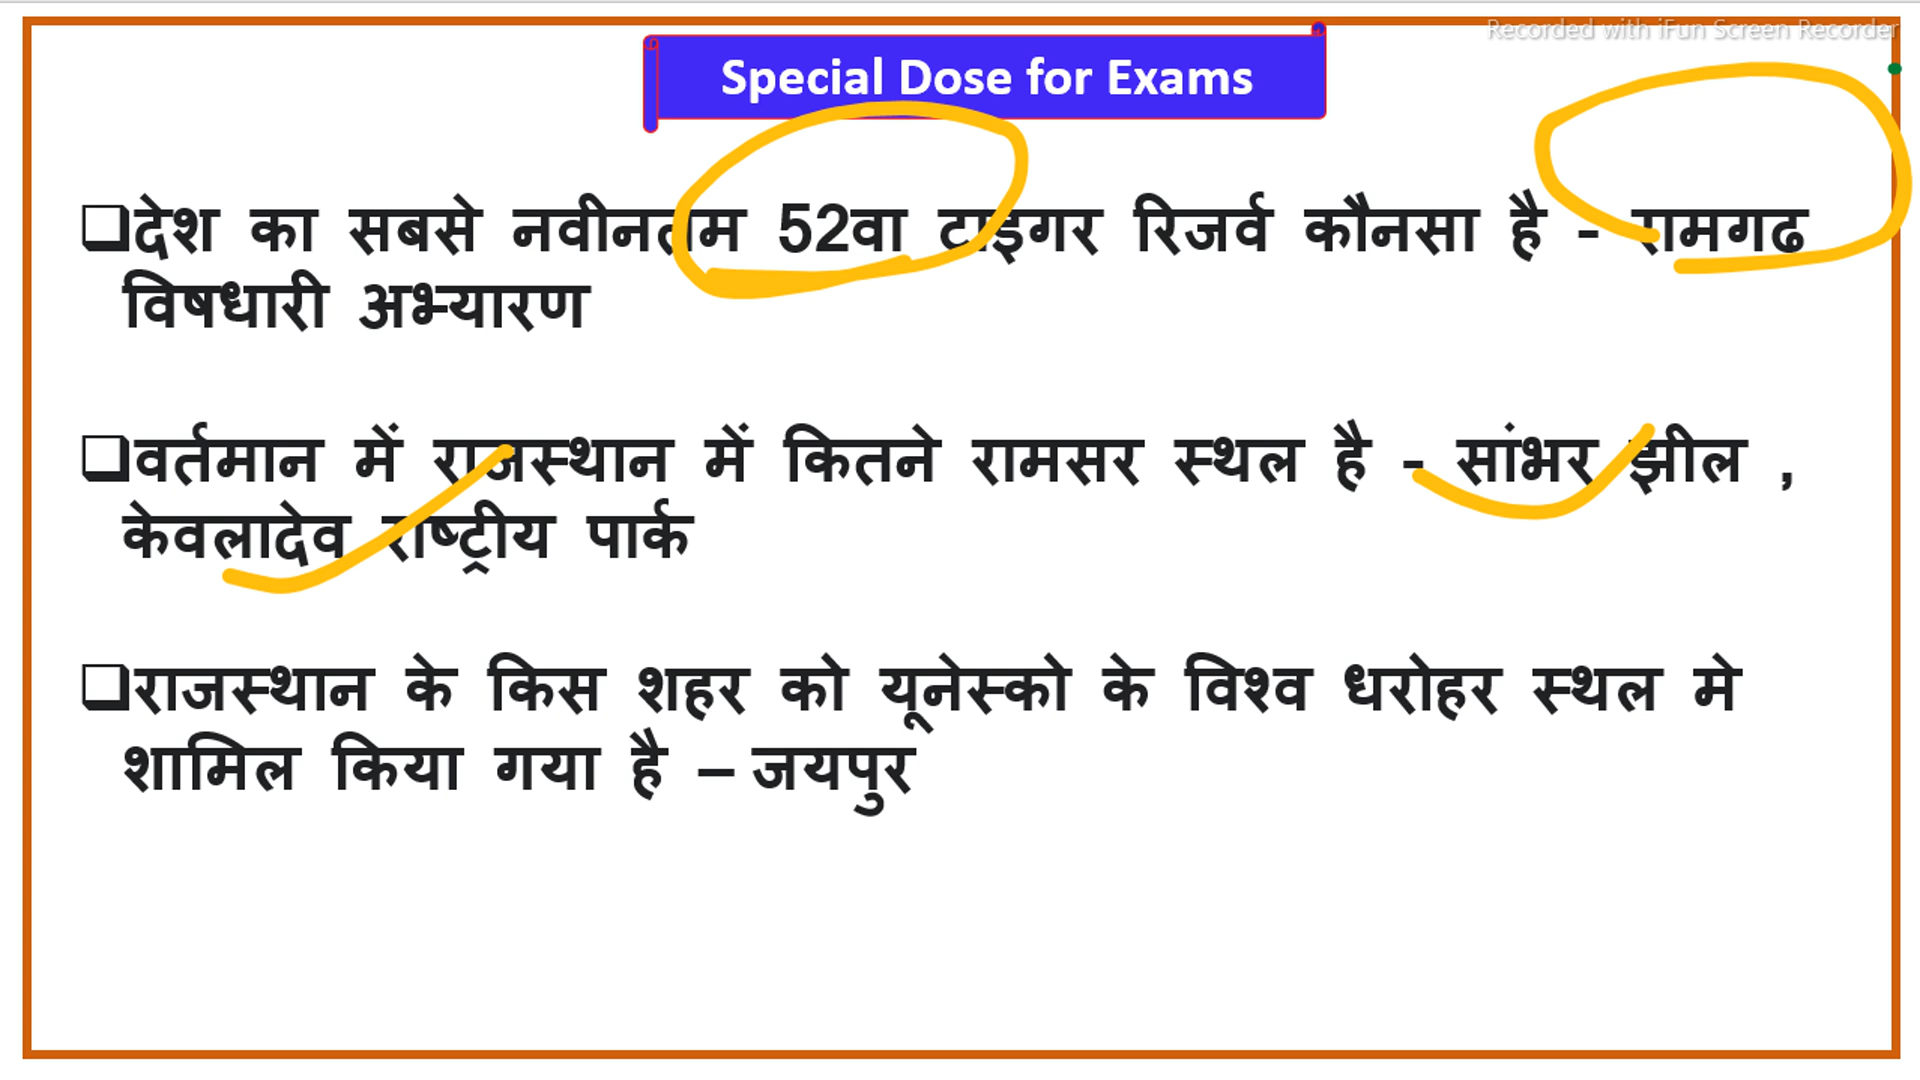 Recorded with iFun Screen Recorder
Special Dose for Exams
देश का सबसे नवीनतम 52वा टाइगर रिजर्व कौनसा है - रामगढ
विषधारी अभ्यारण
वर्तमान में राजस्थान में कितने रामसर स्थल है - सांभर झील ,
केवलादेव राष्ट्रीय पार्क
राजस्थान के किस शहर को यूनेस्को के विश्व धरोहर स्थल मे
शामिल किया गया है – जयपुर